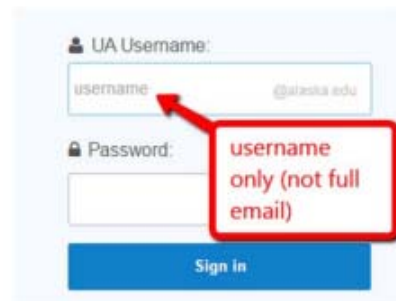 UA Username:
username @alaska.edu
Password:
username
only (not full
email)
Sign in